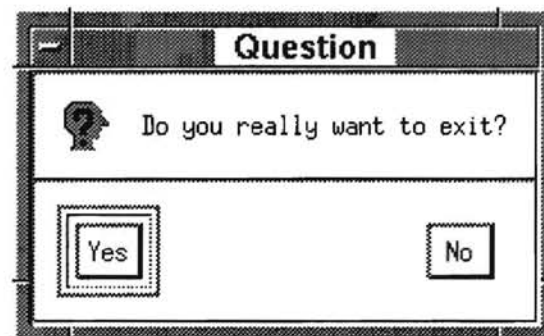 Question
Do you really want to exit?
Yes No